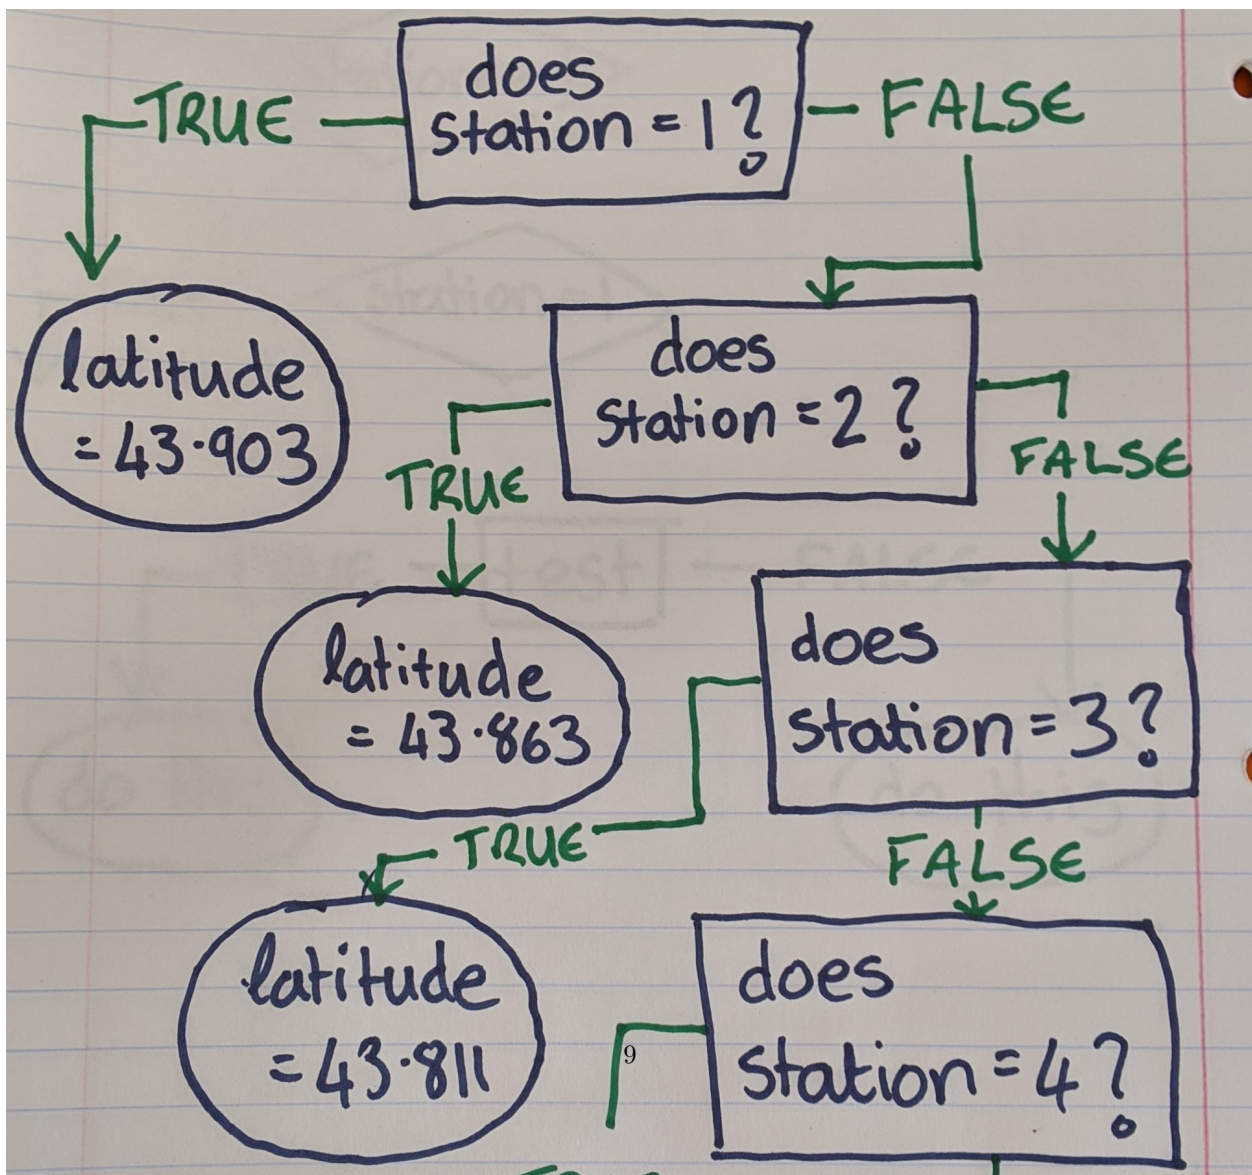 does
station = 1?
TRUE
FALSE
latitude
= 43.903
does
station = 2?
TRUE
FALSE
latitude
= 43.863
does
station = 3?
TRUE
FALSE
latitude
= 43.811
does
station = 4?
9